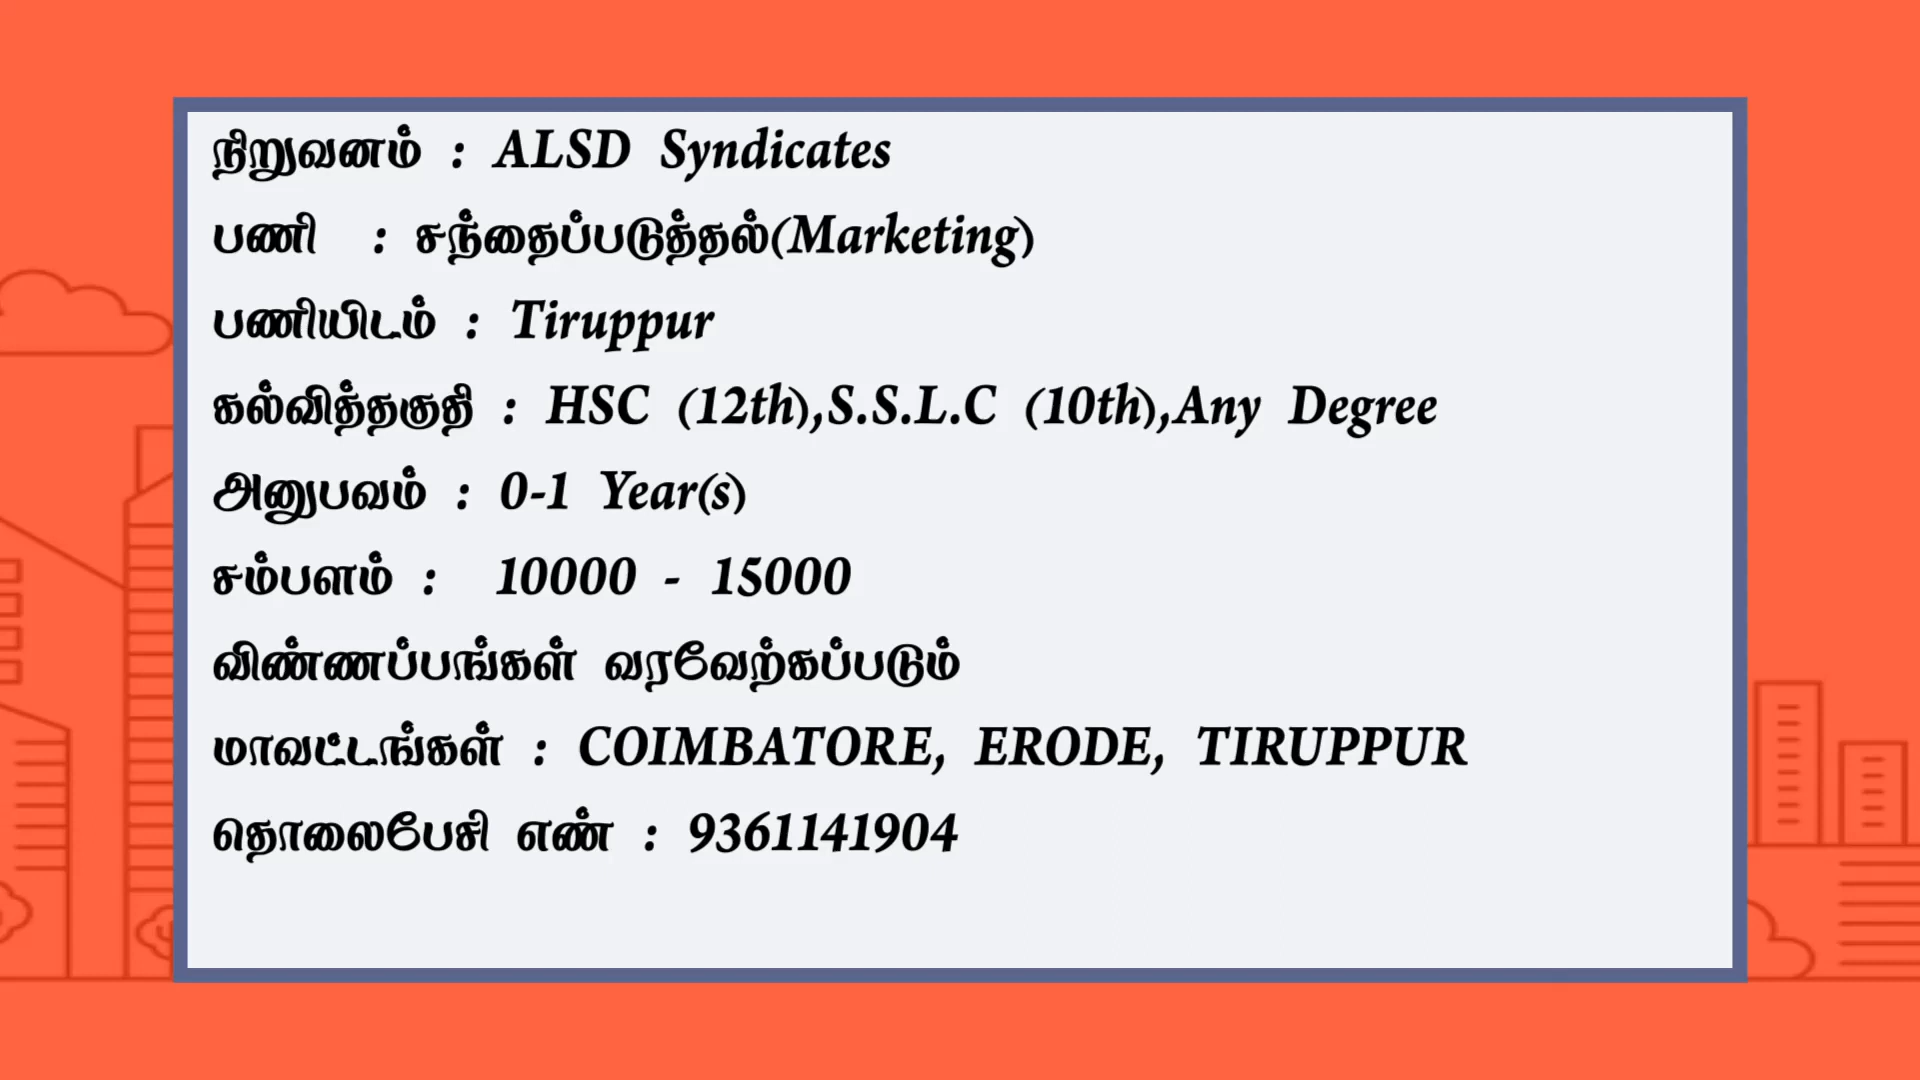 நிறுவனம் : ALSD Syndicates
பணி : சந்தைப்படுத்தல்(Marketing)
பணியிடம் : Tiruppur
கல்வித்தகுதி : HSC (12th),S.S.L.C (10th),Any Degree
அனுபவம் : 0-1 Year(s)
சம்பளம் : 10000 - 15000
விண்ணப்பங்கள் வரவேற்கப்படும்
மாவட்டங்கள் : COIMBATORE, ERODE, TIRUPPUR
தொலைபேசி எண் : 9361141904